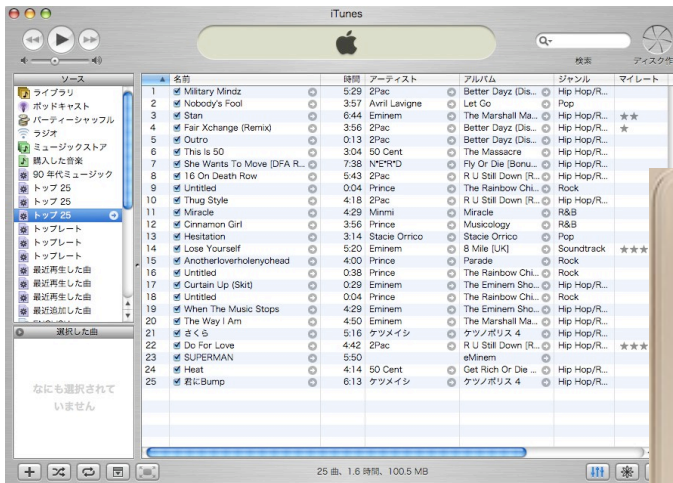 iTunes
検索
ディスク作
ソース
ライブラリ
ポッドキャスト
パーティーシャッフル
ラジオ
ミュージックストア
購入した音楽
90 年代ミュージック
トップ 25
トップ 25
トップ 25
トップレート
トップレート
トップレート
最近再生した曲
最近再生した曲
最近再生した曲
最近追加した曲
選択した曲
なにも選択されて
いません
名前 時間 アーティスト アルバム ジャンル マイレート
1 Military Mindz 5:29 2Pac Better Dayz (Dis... Hip Hop/R...
2 Nobody's Fool 3:57 Avril Lavigne Let Go Pop
3 Stan 6:44 Eminem The Marshall Ma... Hip Hop/R... ★★
4 Fair Xchange (Remix) 3:56 2Pac Better Dayz (Dis... Hip Hop/R... ★
5 Outro 0:13 2Pac Better Dayz (Dis... Hip Hop/R...
6 This Is 50 3:04 50 Cent The Massacre Hip Hop/R...
7 She Wants To Move [DFA R... 7:38 N*E*R*D Fly Or Die [Bonu... Hip Hop/R...
8 16 On Death Row 5:43 2Pac R U Still Down [R... Hip Hop/R...
9 Untitled 0:04 Prince The Rainbow Chi... Rock
10 Thug Style 4:18 2Pac R U Still Down [R... Hip Hop/R...
11 Miracle 4:29 Minmi Miracle R&B
12 Cinnamon Girl 3:56 Prince Musicology R&B
13 Hesitation 3:14 Stacie Orrico Stacie Orrico Pop
14 Lose Yourself 5:20 Eminem 8 Mile [UK] Soundtrack ★★★
15 Anotherloverholenyohead 4:00 Prince Parade Rock
16 Untitled 0:38 Prince The Rainbow Chi... Rock
17 Curtain Up (Skit) 0:29 Eminem The Eminem Sho... Hip Hop/R...
18 Untitled 0:04 Prince The Rainbow Chi... Rock
19 When The Music Stops 4:29 Eminem The Eminem Sho... Hip Hop/R...
20 The Way I Am 4:50 Eminem The Marshall Ma... Hip Hop/R...
21 さくら 5:16 ケツメイシ ケツノポリス 4 Hip Hop/R...
22 Do For Love 4:42 2Pac R U Still Down [R... Hip Hop/R... ★★★
23 SUPERMAN 5:50 eMinem
24 Heat 4:14 50 Cent Get Rich Or Die ... Hip Hop/R...
25 君にBump 6:13 ケツメイシ ケツノポリス 4 Hip Hop/R...
25 曲、1.6 時間、100.5 MB